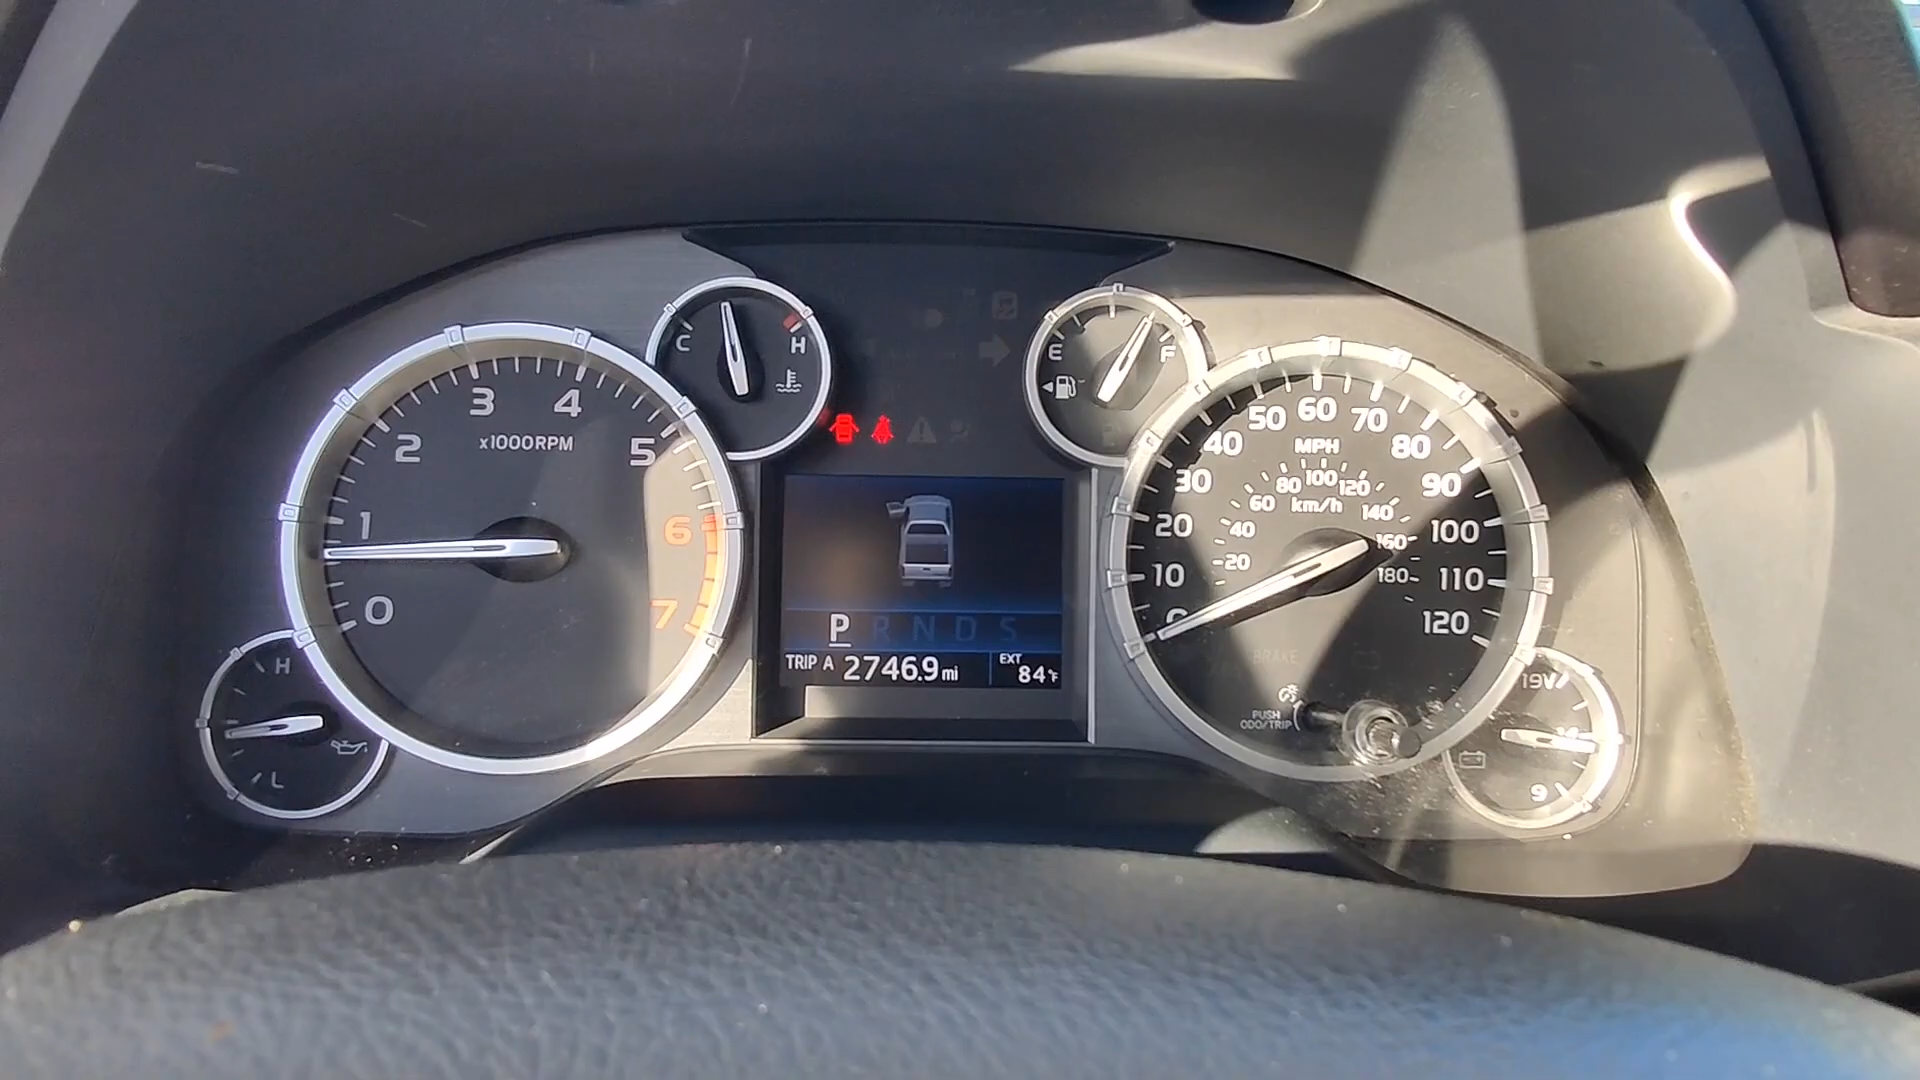 0
1
2
3
4
5
6
7
x1000RPM
C
H
E
F
H
L
P R N D S
TRIP A 2746.9 mi
EXT
84°F
0
10
20
30
40
50
60
70
80
90
100
110
120
MPH
20
40
60
80
100
120
140
160
180
km/h
BRAKE
PUSH
ODO/TRIP
19V
14
9